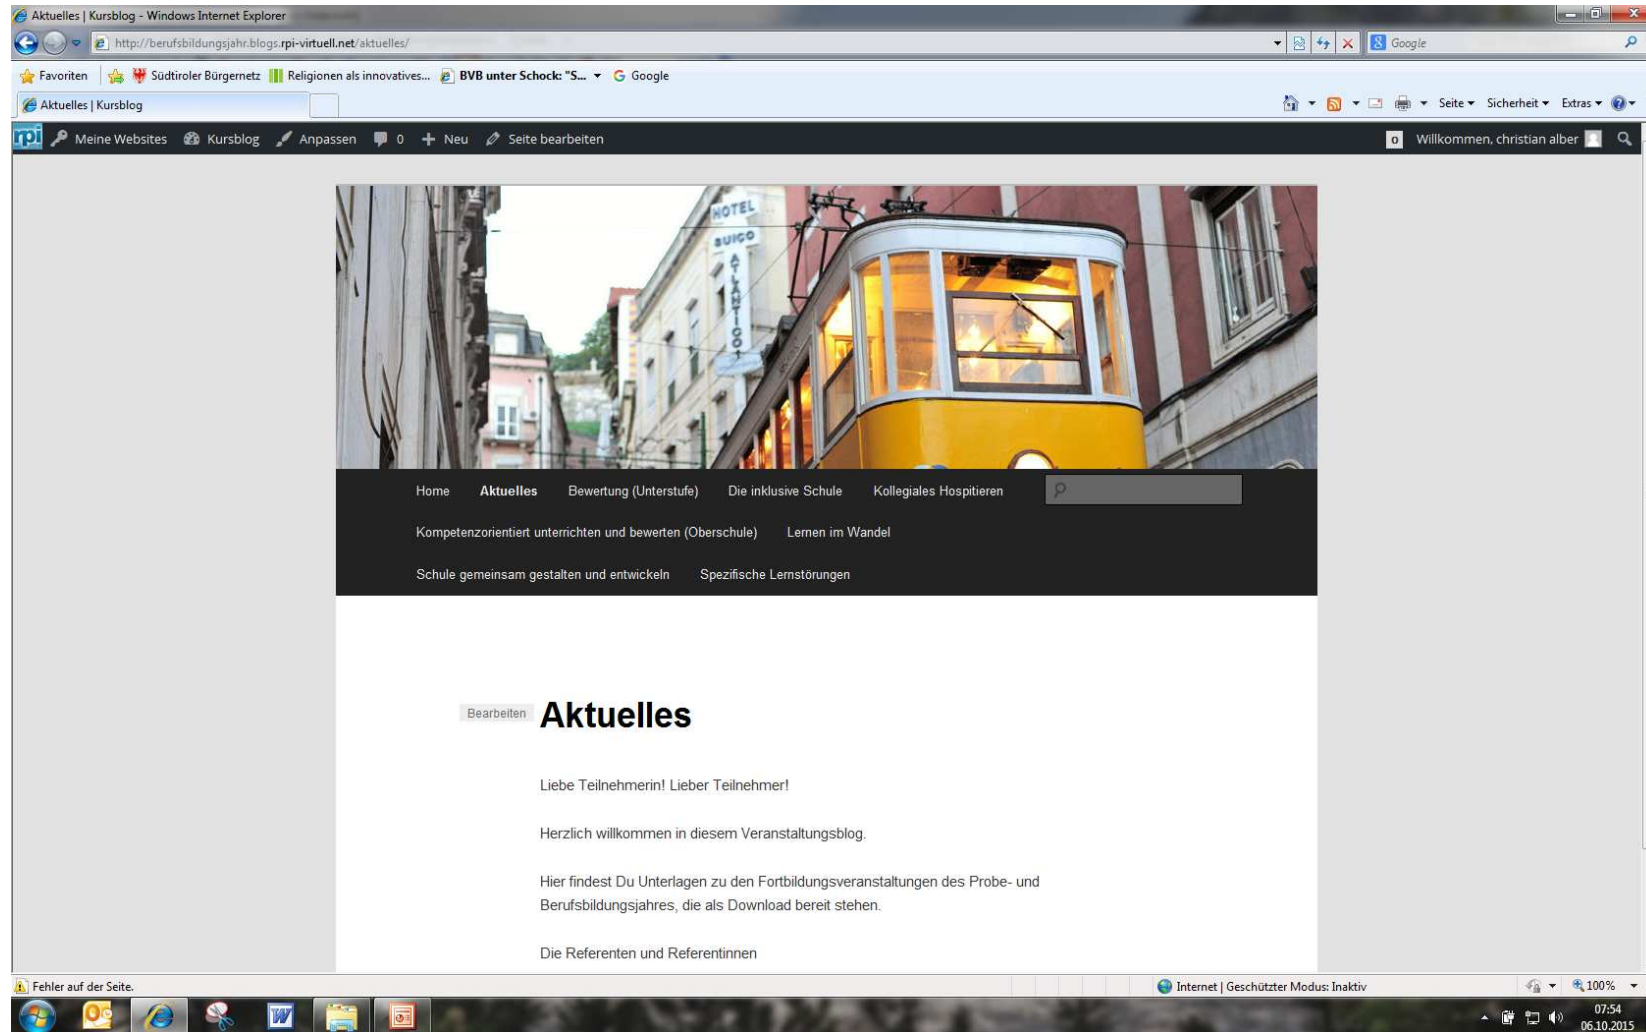 Aktuelles | Kursblog - Windows Internet Explorer
http://berufsbildungsjahr.blogs.rpi-virtuell.net/aktuelles/
Google
Favoriten
Südtiroler Bürgernetz
Religionen als innovatives...
BVB unter Schock: "S...
Google
Aktuelles | Kursblog
Seite
Sicherheit
Extras
rpi
Meine Websites
Kursblog
Anpassen
0
Neu
Seite bearbeiten
0
Willkommen, christian alber
HOTEL
SUIÇO
ATLANTICO
Home
Aktuelles
Bewertung (Unterstufe)
Die inklusive Schule
Kollegiales Hospitieren
Kompetenzorientiert unterrichten und bewerten (Oberschule)
Lernen im Wandel
Schule gemeinsam gestalten und entwickeln
Spezifische Lernstörungen
Bearbeiten
Aktuelles
Liebe Teilnehmerin! Lieber Teilnehmer!
Herzlich willkommen in diesem Veranstaltungsblog.
Hier findest Du Unterlagen zu den Fortbildungsveranstaltungen des Probe- und
Berufsbildungsjahres, die als Download bereit stehen.
Die Referenten und Referentinnen
Fehler auf der Seite.
Internet | Geschützter Modus: Inaktiv
100%
07:54
06.10.2015